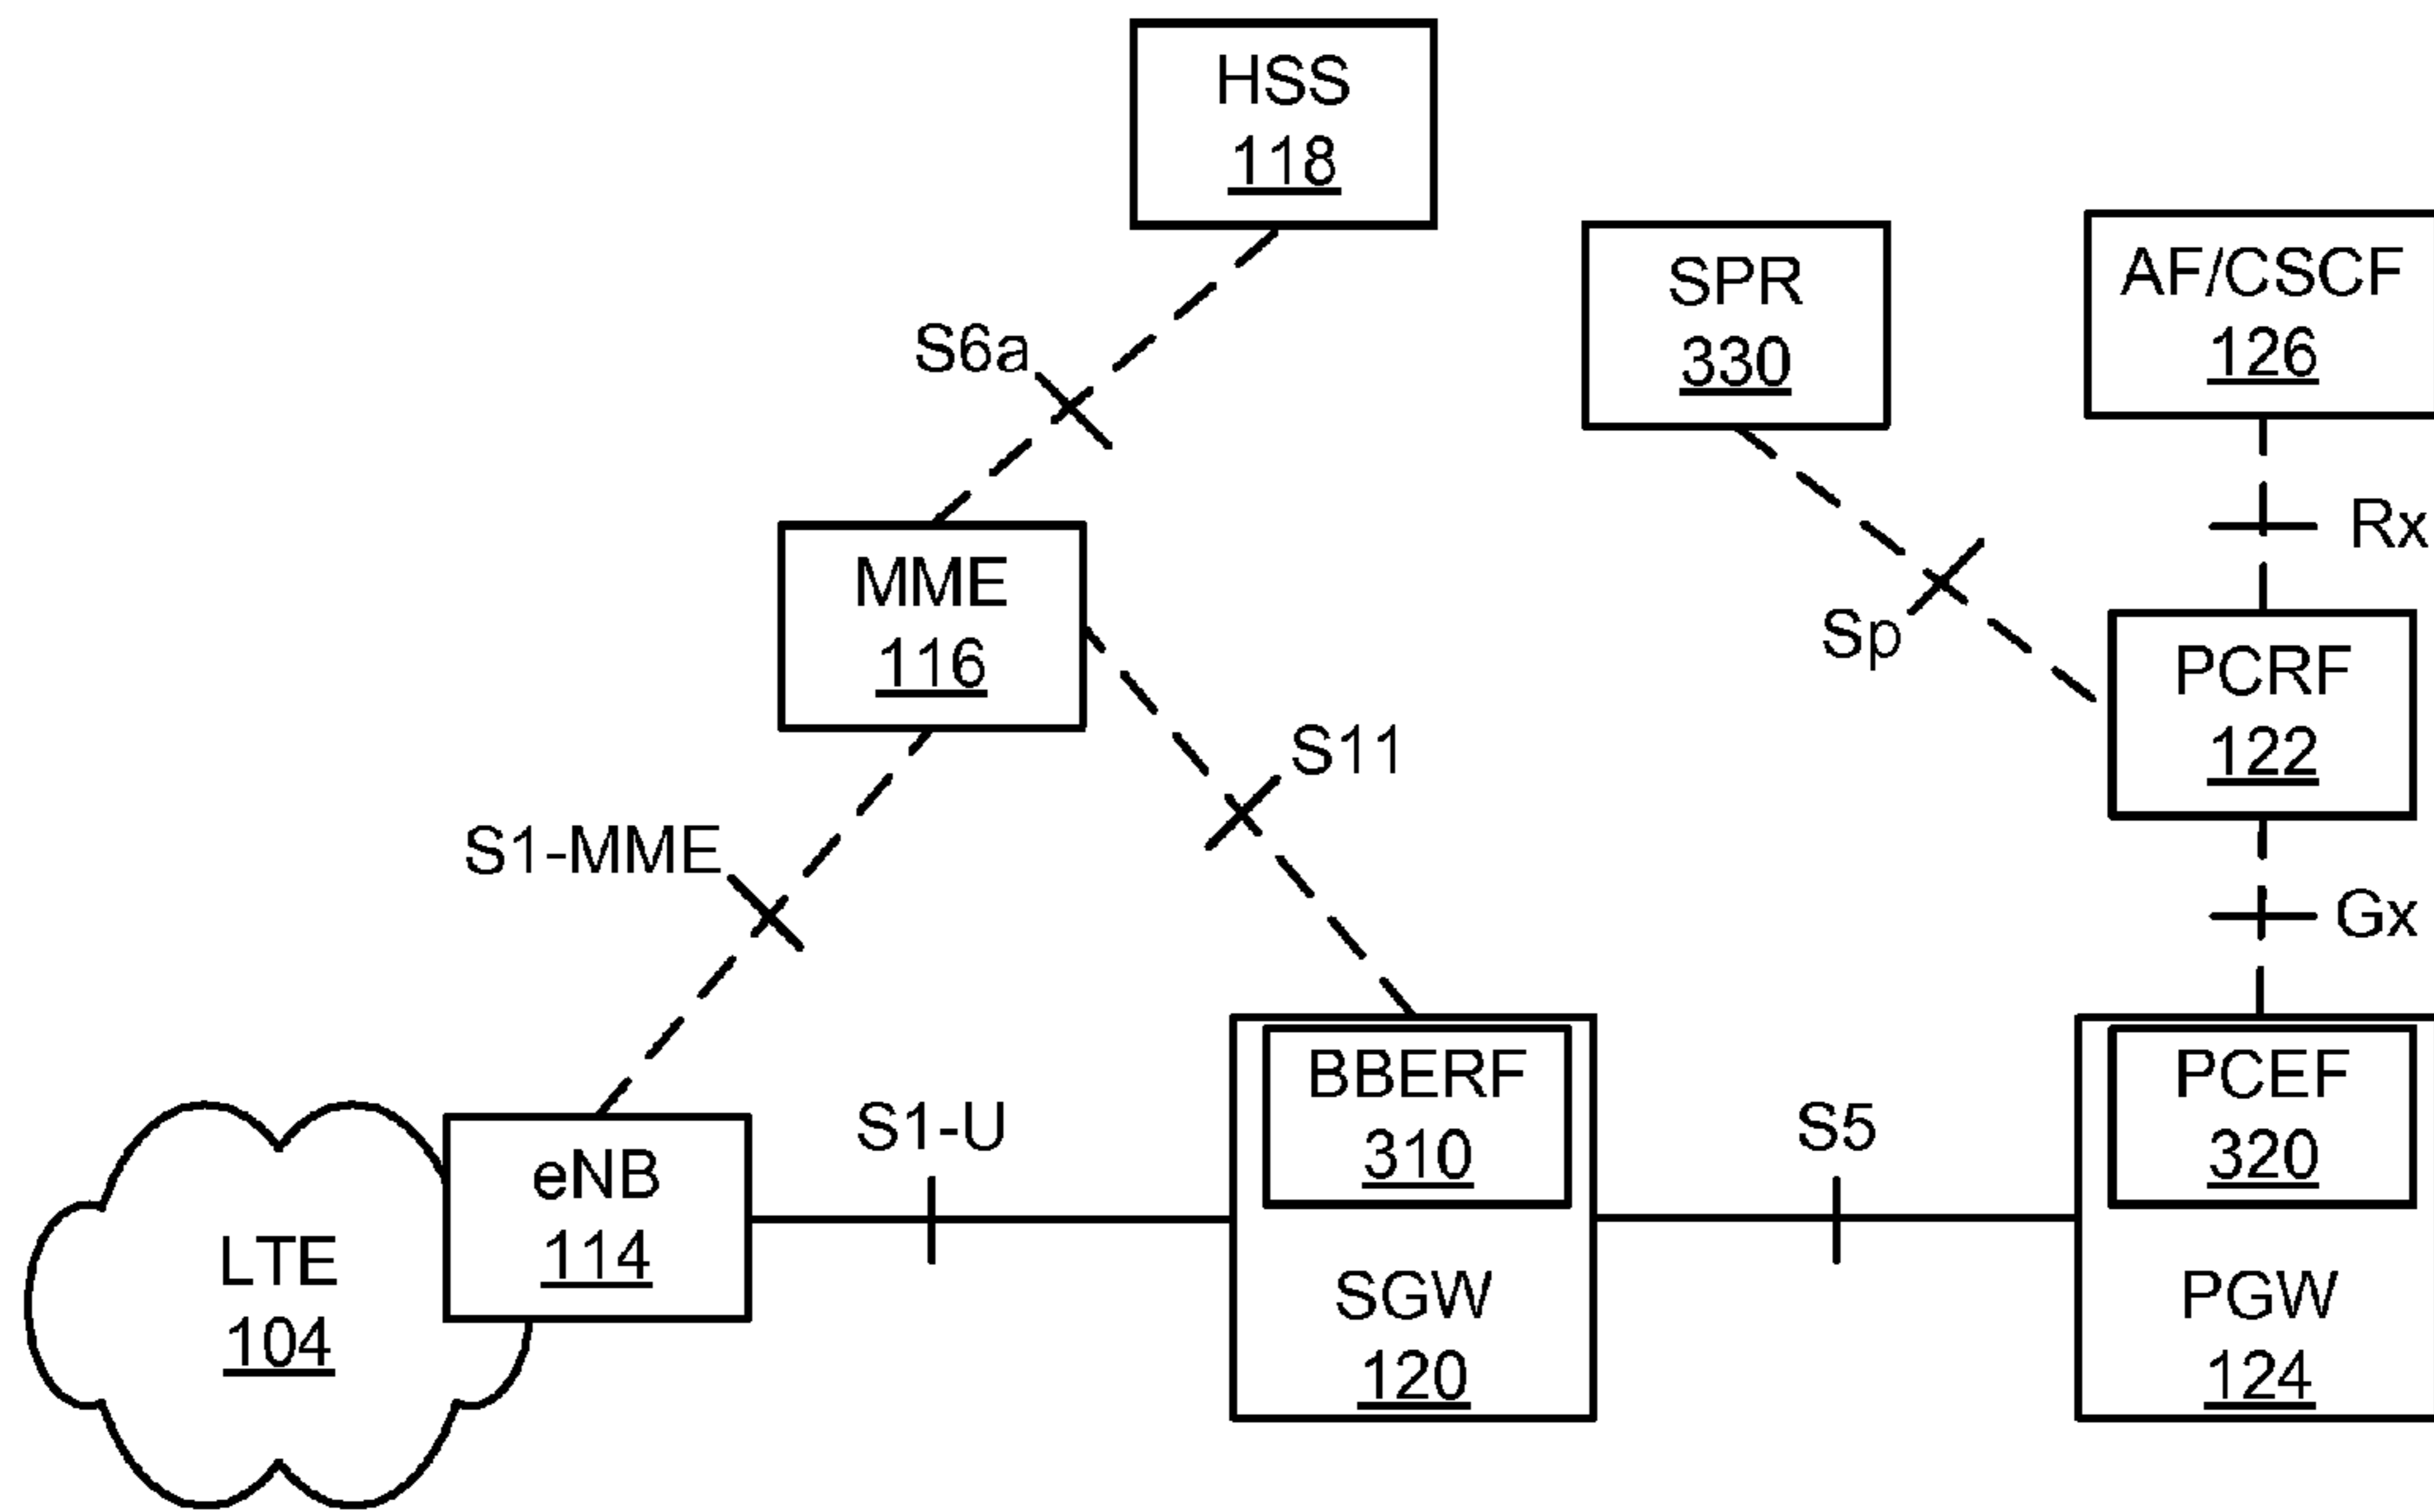 HSS
118
SPR
330
AF/CSCF
126
S6a
Rx
MME
116
Sp
PCRF
122
S11
S1-MME
Gx
BBERF
310
PCEF
320
S1-U
S5
eNB
114
LTE
104
SGW
120
PGW
124